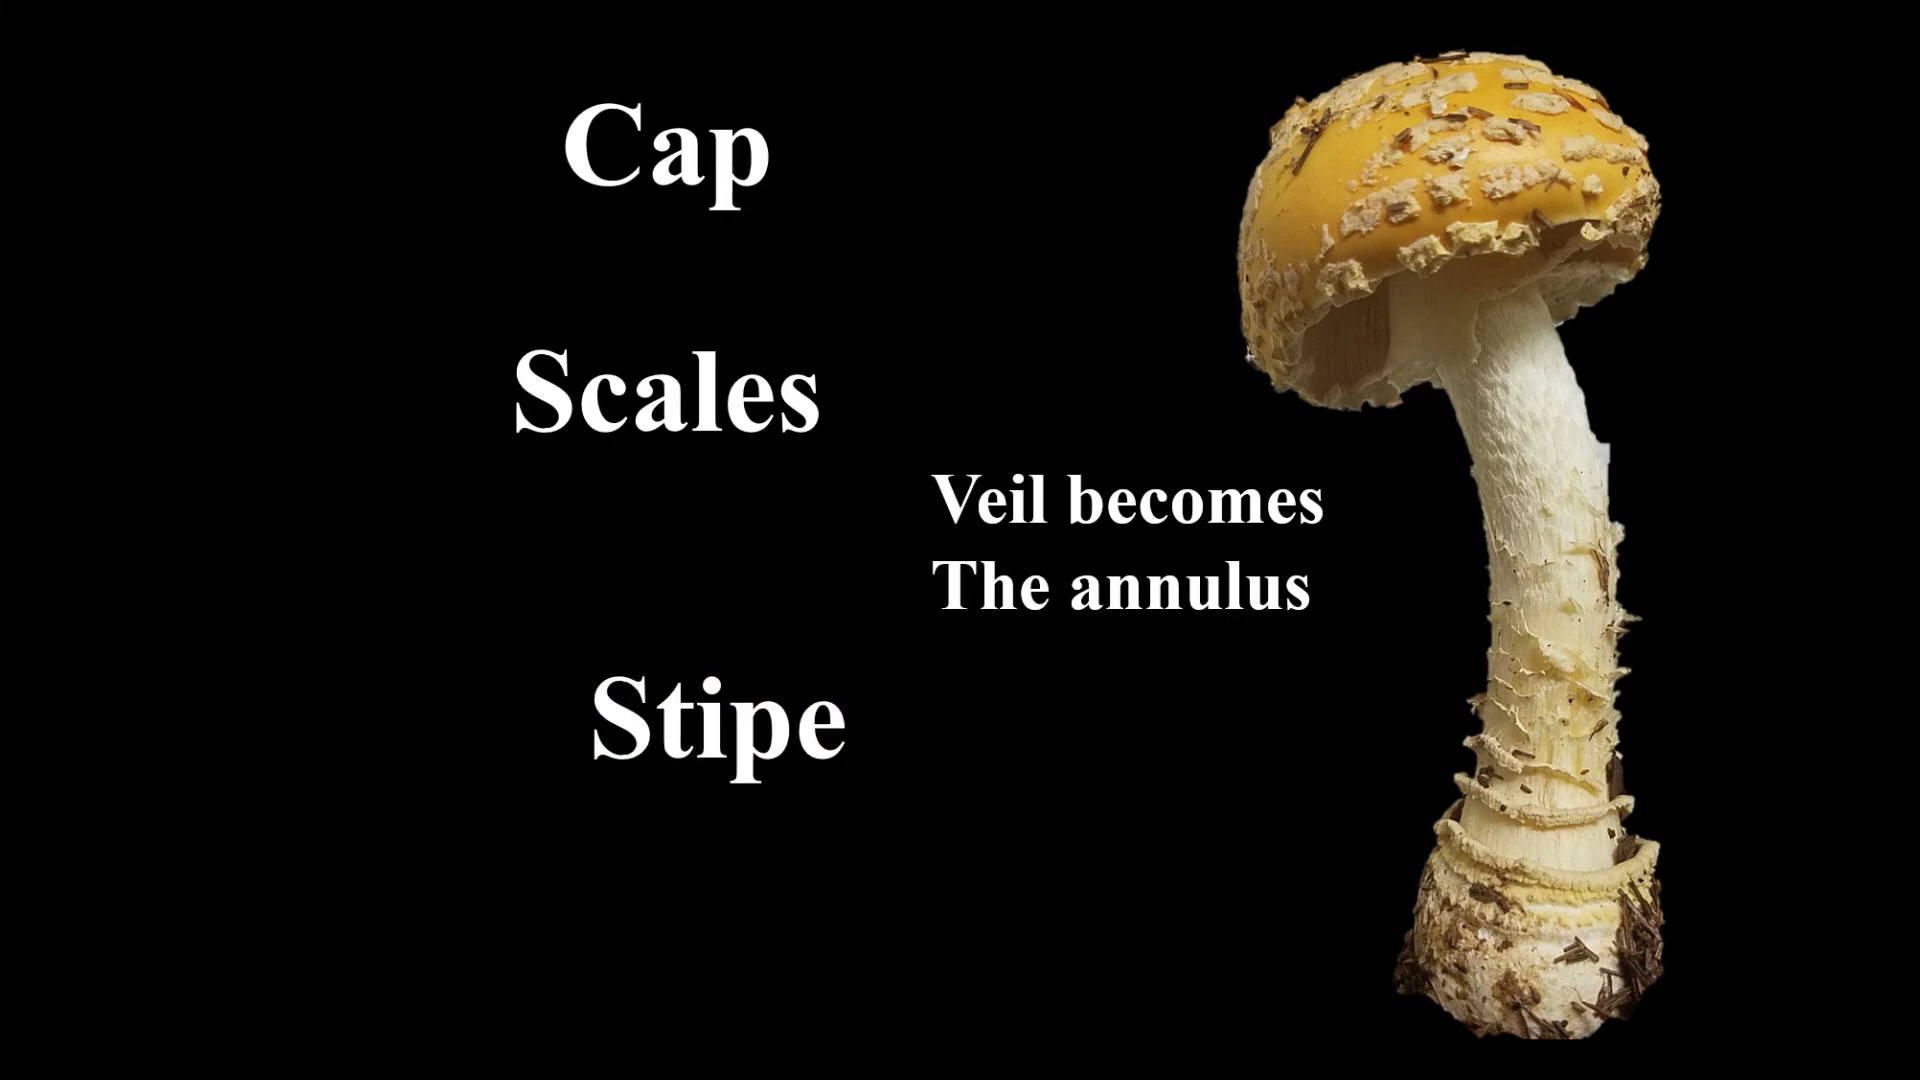 Cap
Scales
Veil becomes
The annulus
Stipe